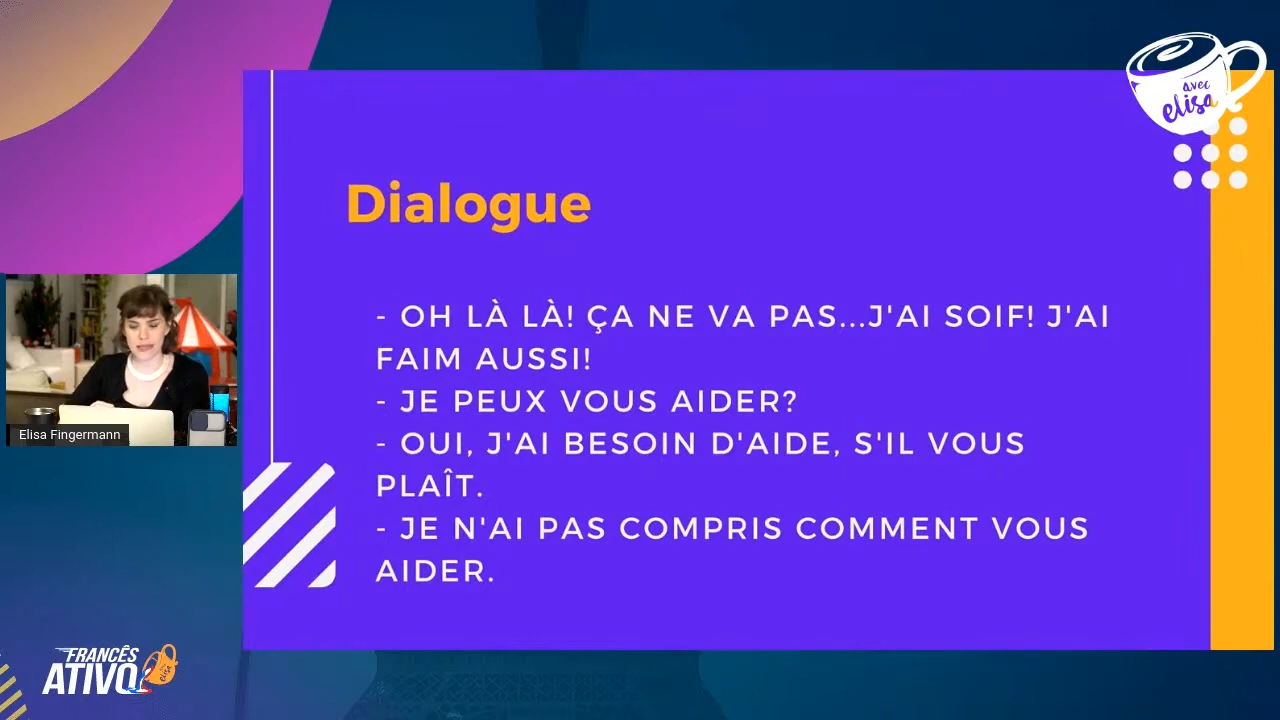 avec
elisa
Dialogue
- OH LÀ LÀ! ÇA NE VA PAS...J'AI SOIF! J'AI
FAIM AUSSI!
- JE PEUX VOUS AIDER?
- OUI, J'AI BESOIN D'AIDE, S'IL VOUS
PLAÎT.
- JE N'AI PAS COMPRIS COMMENT VOUS
AIDER.
Elisa Fingermann
FRANCÊS
ATIVO
elisa